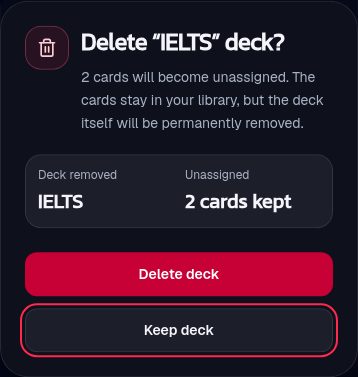 Delete “IELTS” deck?
2 cards will become unassigned. The
cards stay in your library, but the deck
itself will be permanently removed.
Deck removed
IELTS
Unassigned
2 cards kept
Delete deck
Keep deck